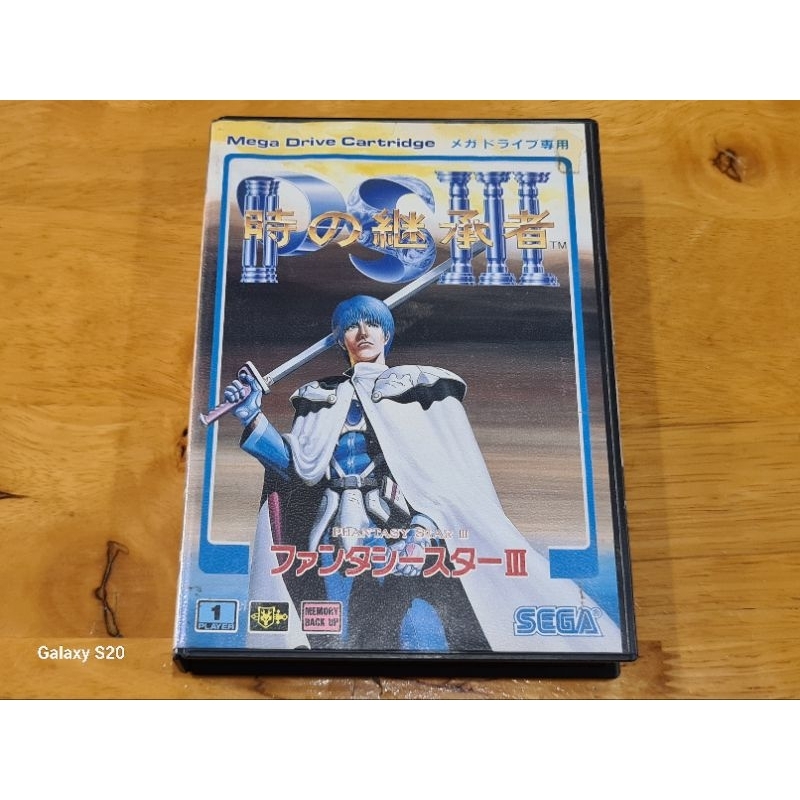 Mega Drive Cartridge メガドライブ専用
PSIII
時の継承者 TM
PHANTASY STAR III
ファンタシースターIII
1 PLAYER
MEMORY BACK UP
SEGA®
Galaxy S20